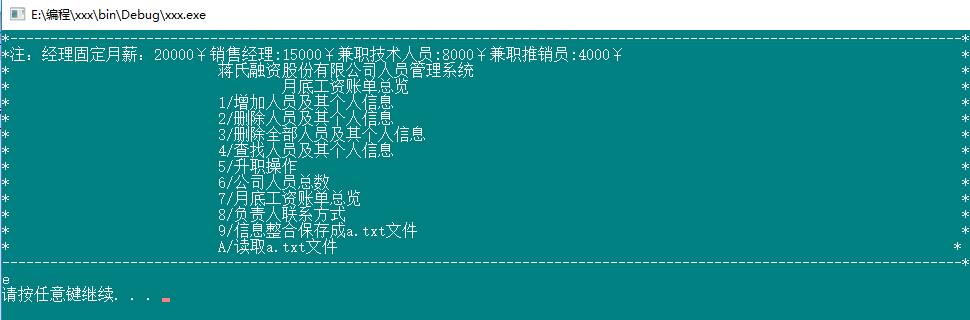 E:\编程\xxx\bin\Debug\xxx.exe
*------------------------------------------------------------------------------------------------------------------------*
*注：经理固定月薪：20000￥销售经理:15000￥兼职技术人员:8000￥兼职推销员:4000￥ *
* 蒋氏融资股份有限公司人员管理系统 *
* 月底工资账单总览 *
* 1/增加人员及其个人信息 *
* 2/删除人员及其个人信息 *
* 3/删除全部人员及其个人信息 *
* 4/查找人员及其个人信息 *
* 5/升职操作 *
* 6/公司人员总数 *
* 7/月底工资账单总览 *
* 8/负责人联系方式 *
* 9/信息整合保存成a.txt文件 *
* A/读取a.txt文件 *
------------------------------------------------------------------------------------------------------------------------*
e
请按任意键继续. . .